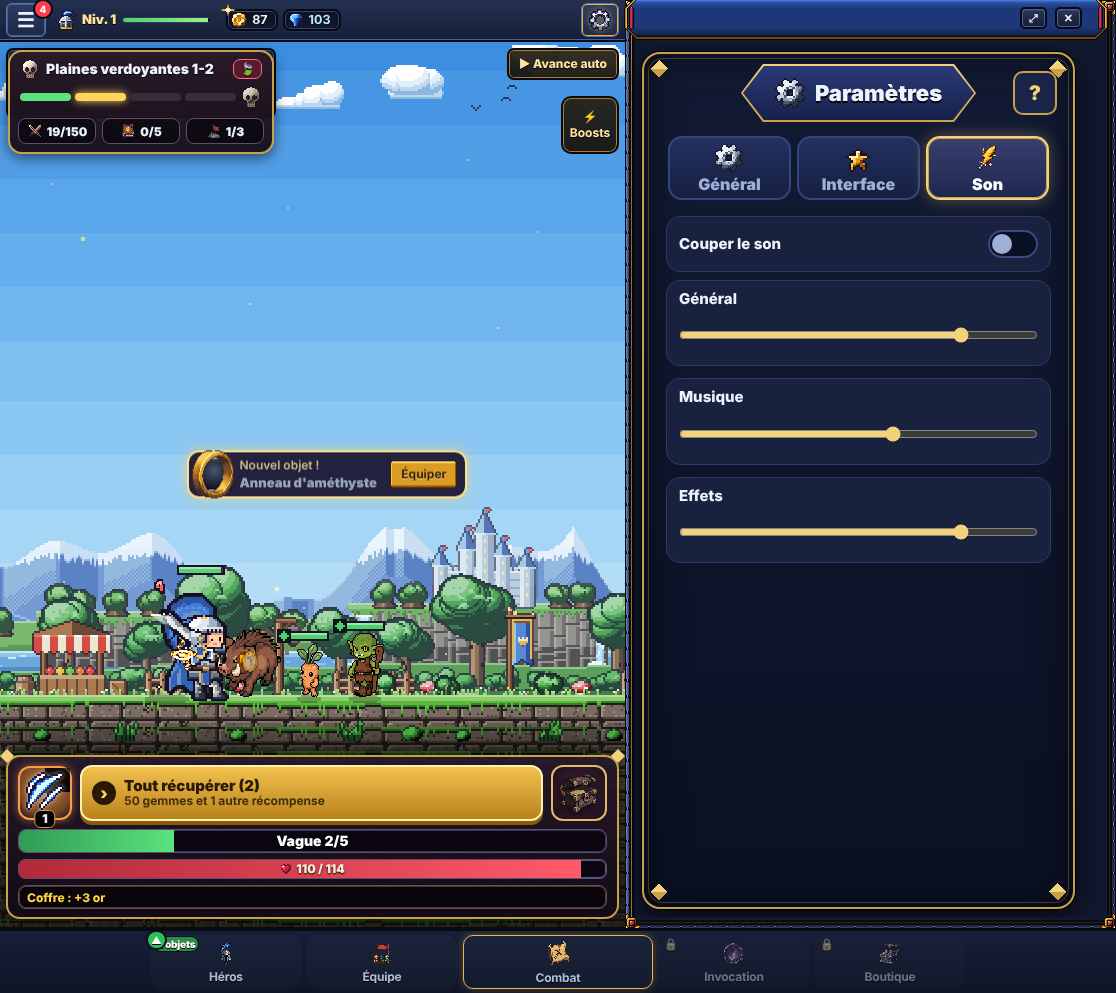 4
Niv. 1
87
103
Plaines verdoyantes 1-2
19/150
0/5
1/3
Avance auto
Boosts
Nouvel objet !
Anneau d'améthyste
Équiper
1
Tout récupérer (2)
50 gemmes et 1 autre récompense
Vague 2/5
110 / 114
Coffre : +3 or
Paramètres
?
Général
Interface
Son
Couper le son
Général
Musique
Effets
objets
Héros
Équipe
Combat
Invocation
Boutique